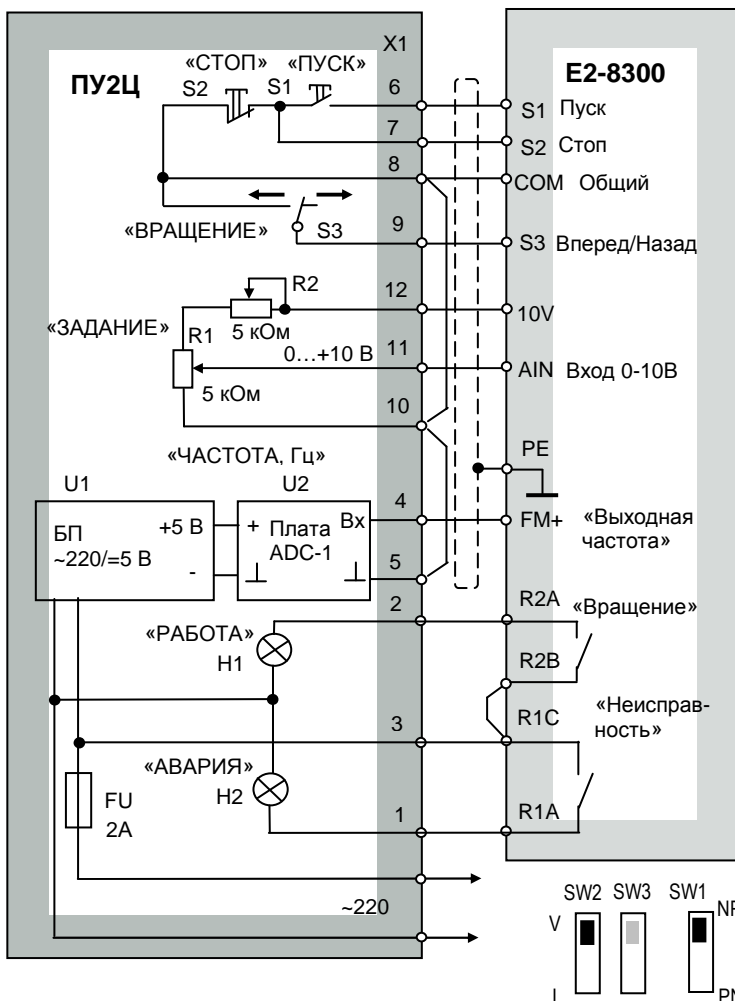 X1
ПУ2Ц
E2-8300
«СТОП» «ПУСК»
S2 S1
6
S1 Пуск
7
S2 Стоп
8
COM Общий
«ВРАЩЕНИЕ» S3
9
S3 Вперед/Назад
R2
12
10V
«ЗАДАНИЕ» R1 5 кОм
0…+10 В
11
AIN Вход 0-10В
5 кОм
10
«ЧАСТОТА, Гц»
PE
U1 U2
4
FM+ «Выходная
частота»
БП
~220/=5 В
+5 В
-
+ Плата
ADC-1
Вх
5
2
R2A «Вращение»
«РАБОТА»
H1
R2B
R1C «Неисправ-
ность»
3
«АВАРИЯ»
H2
FU
2А
1
R1A
~220
SW2 SW3 SW1
V
I